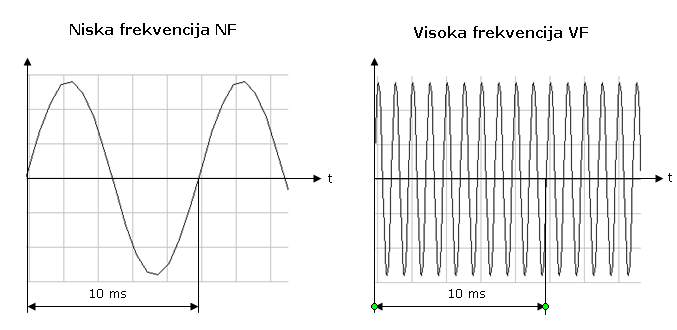 Niska frekvencija NF
Visoka frekvencija VF
t
t
10 ms
10 ms